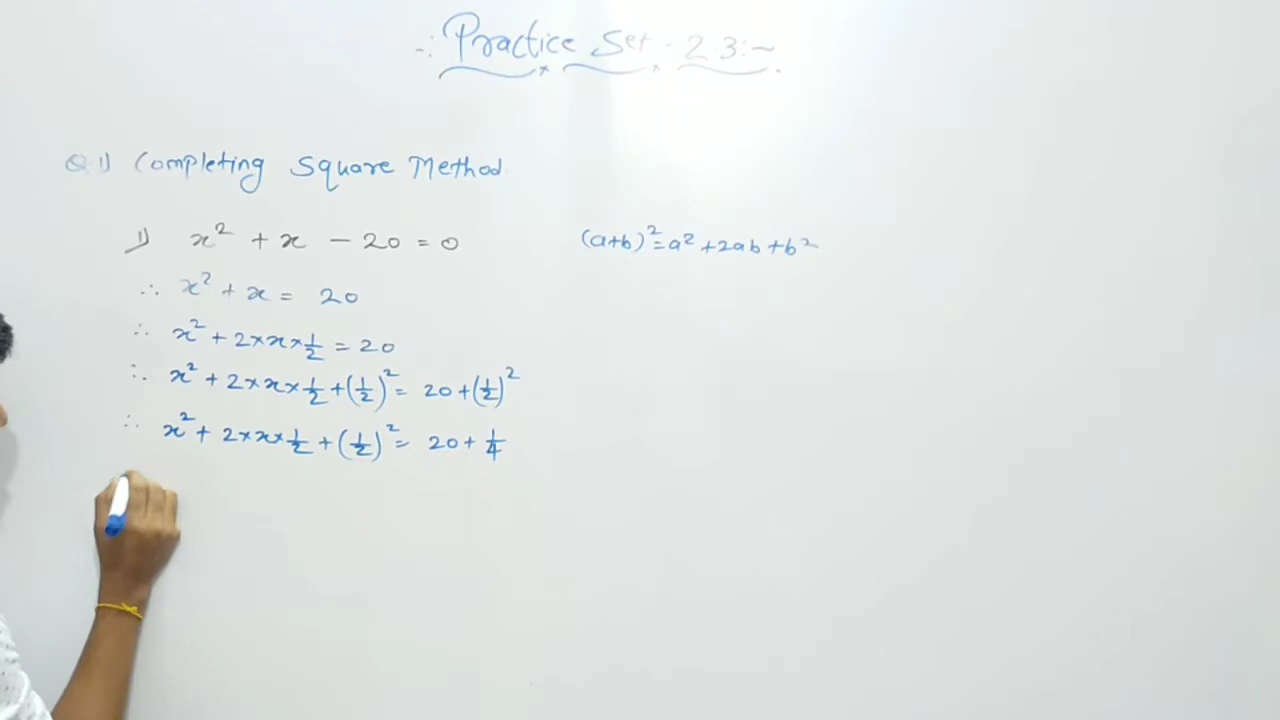 -: Practice Set - 2.3 :-
Q.1) Completing Square Method.
1) x² + x - 20 = 0
(a+b)² = a² + 2ab + b²
∴ x² + x = 20
∴ x² + 2×x×1/2 = 20
∴ x² + 2×x×1/2 + (1/2)² = 20 + (1/2)²
∴ x² + 2×x×1/2 + (1/2)² = 20 + 1/4